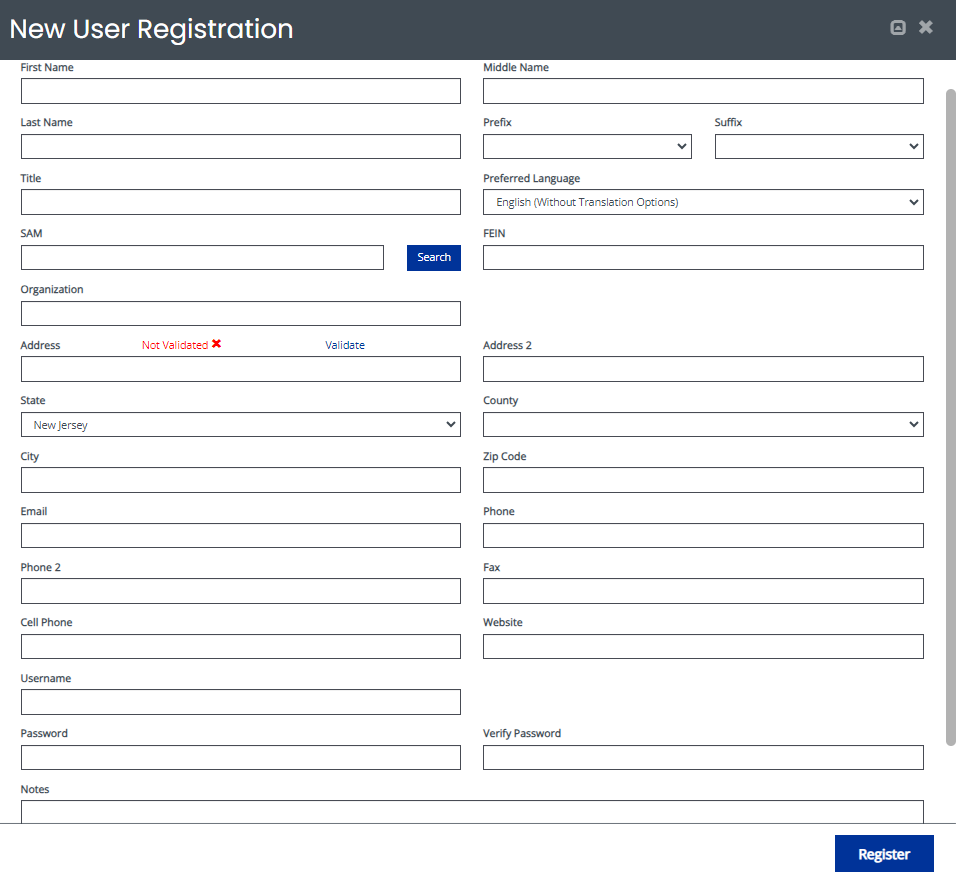 New User Registration
First Name
Middle Name
Last Name
Prefix
Suffix
Title
Preferred Language
English (Without Translation Options)
SAM
Search
FEIN
Organization
Address
Not Validated
Validate
Address 2
State
County
New Jersey
City
Zip Code
Email
Phone
Phone 2
Fax
Cell Phone
Website
Username
Password
Verify Password
Notes
Register